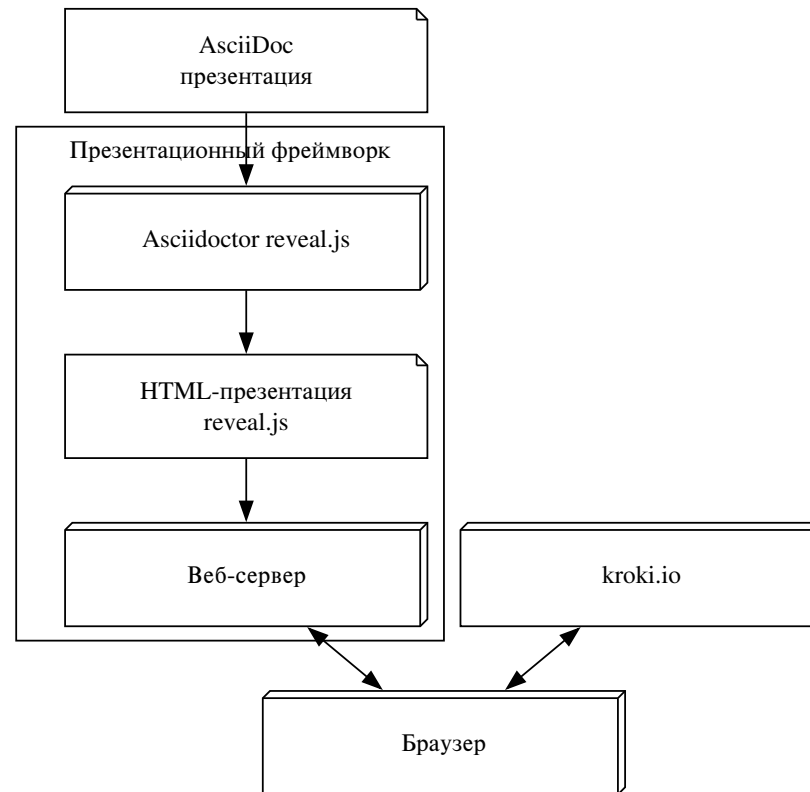 AsciiDoc
презентация
Презентационный фреймворк
Asciidoctor reveal.js
HTML-презентация
reveal.js
Веб-сервер
kroki.io
Браузер